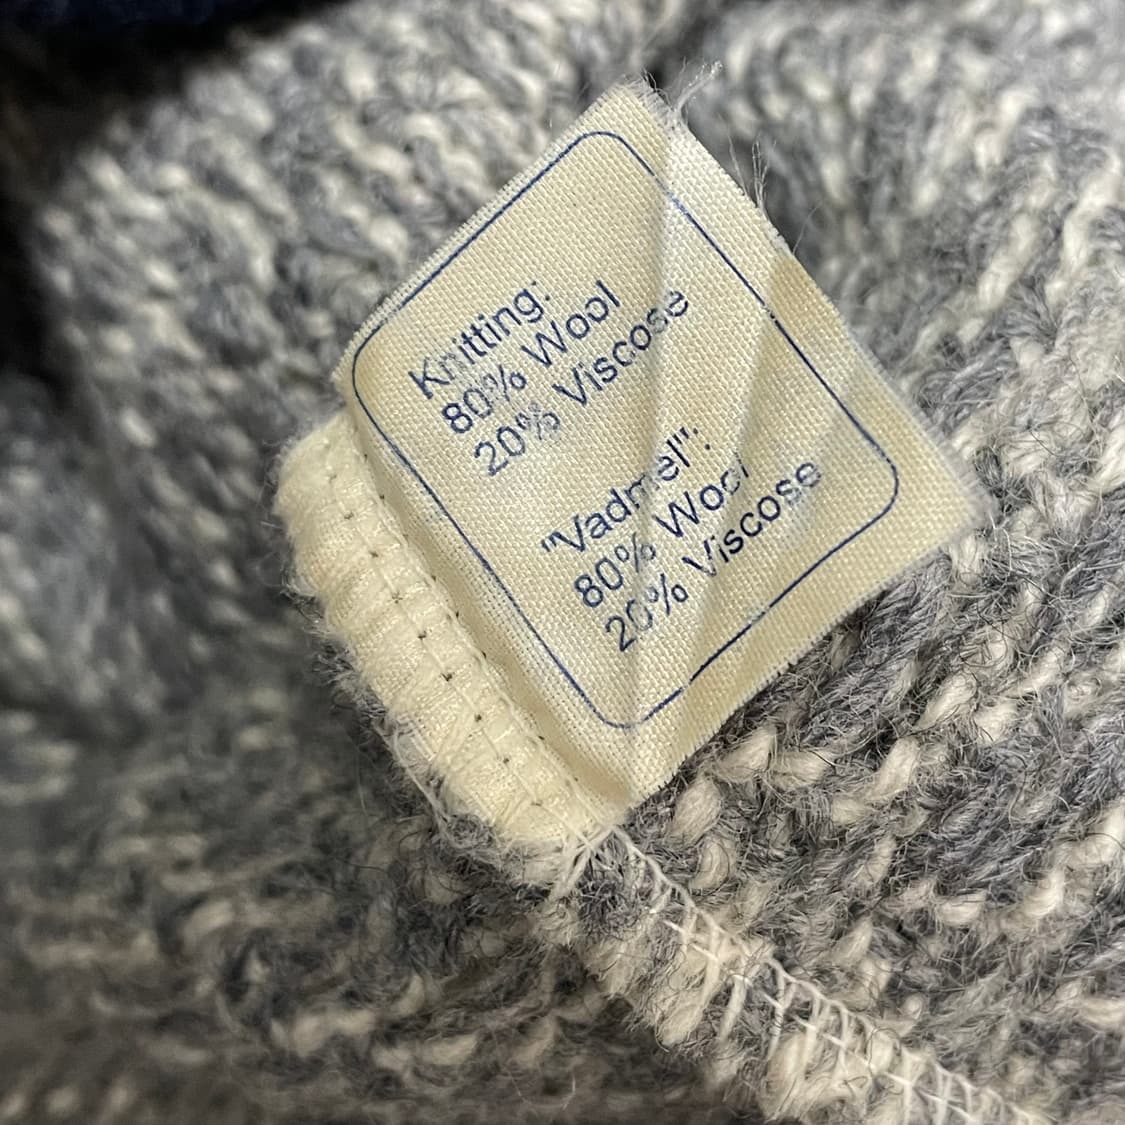 Knitting:
80% Wool
20% Viscose
"Vadmel":
80% Wool
20% Viscose